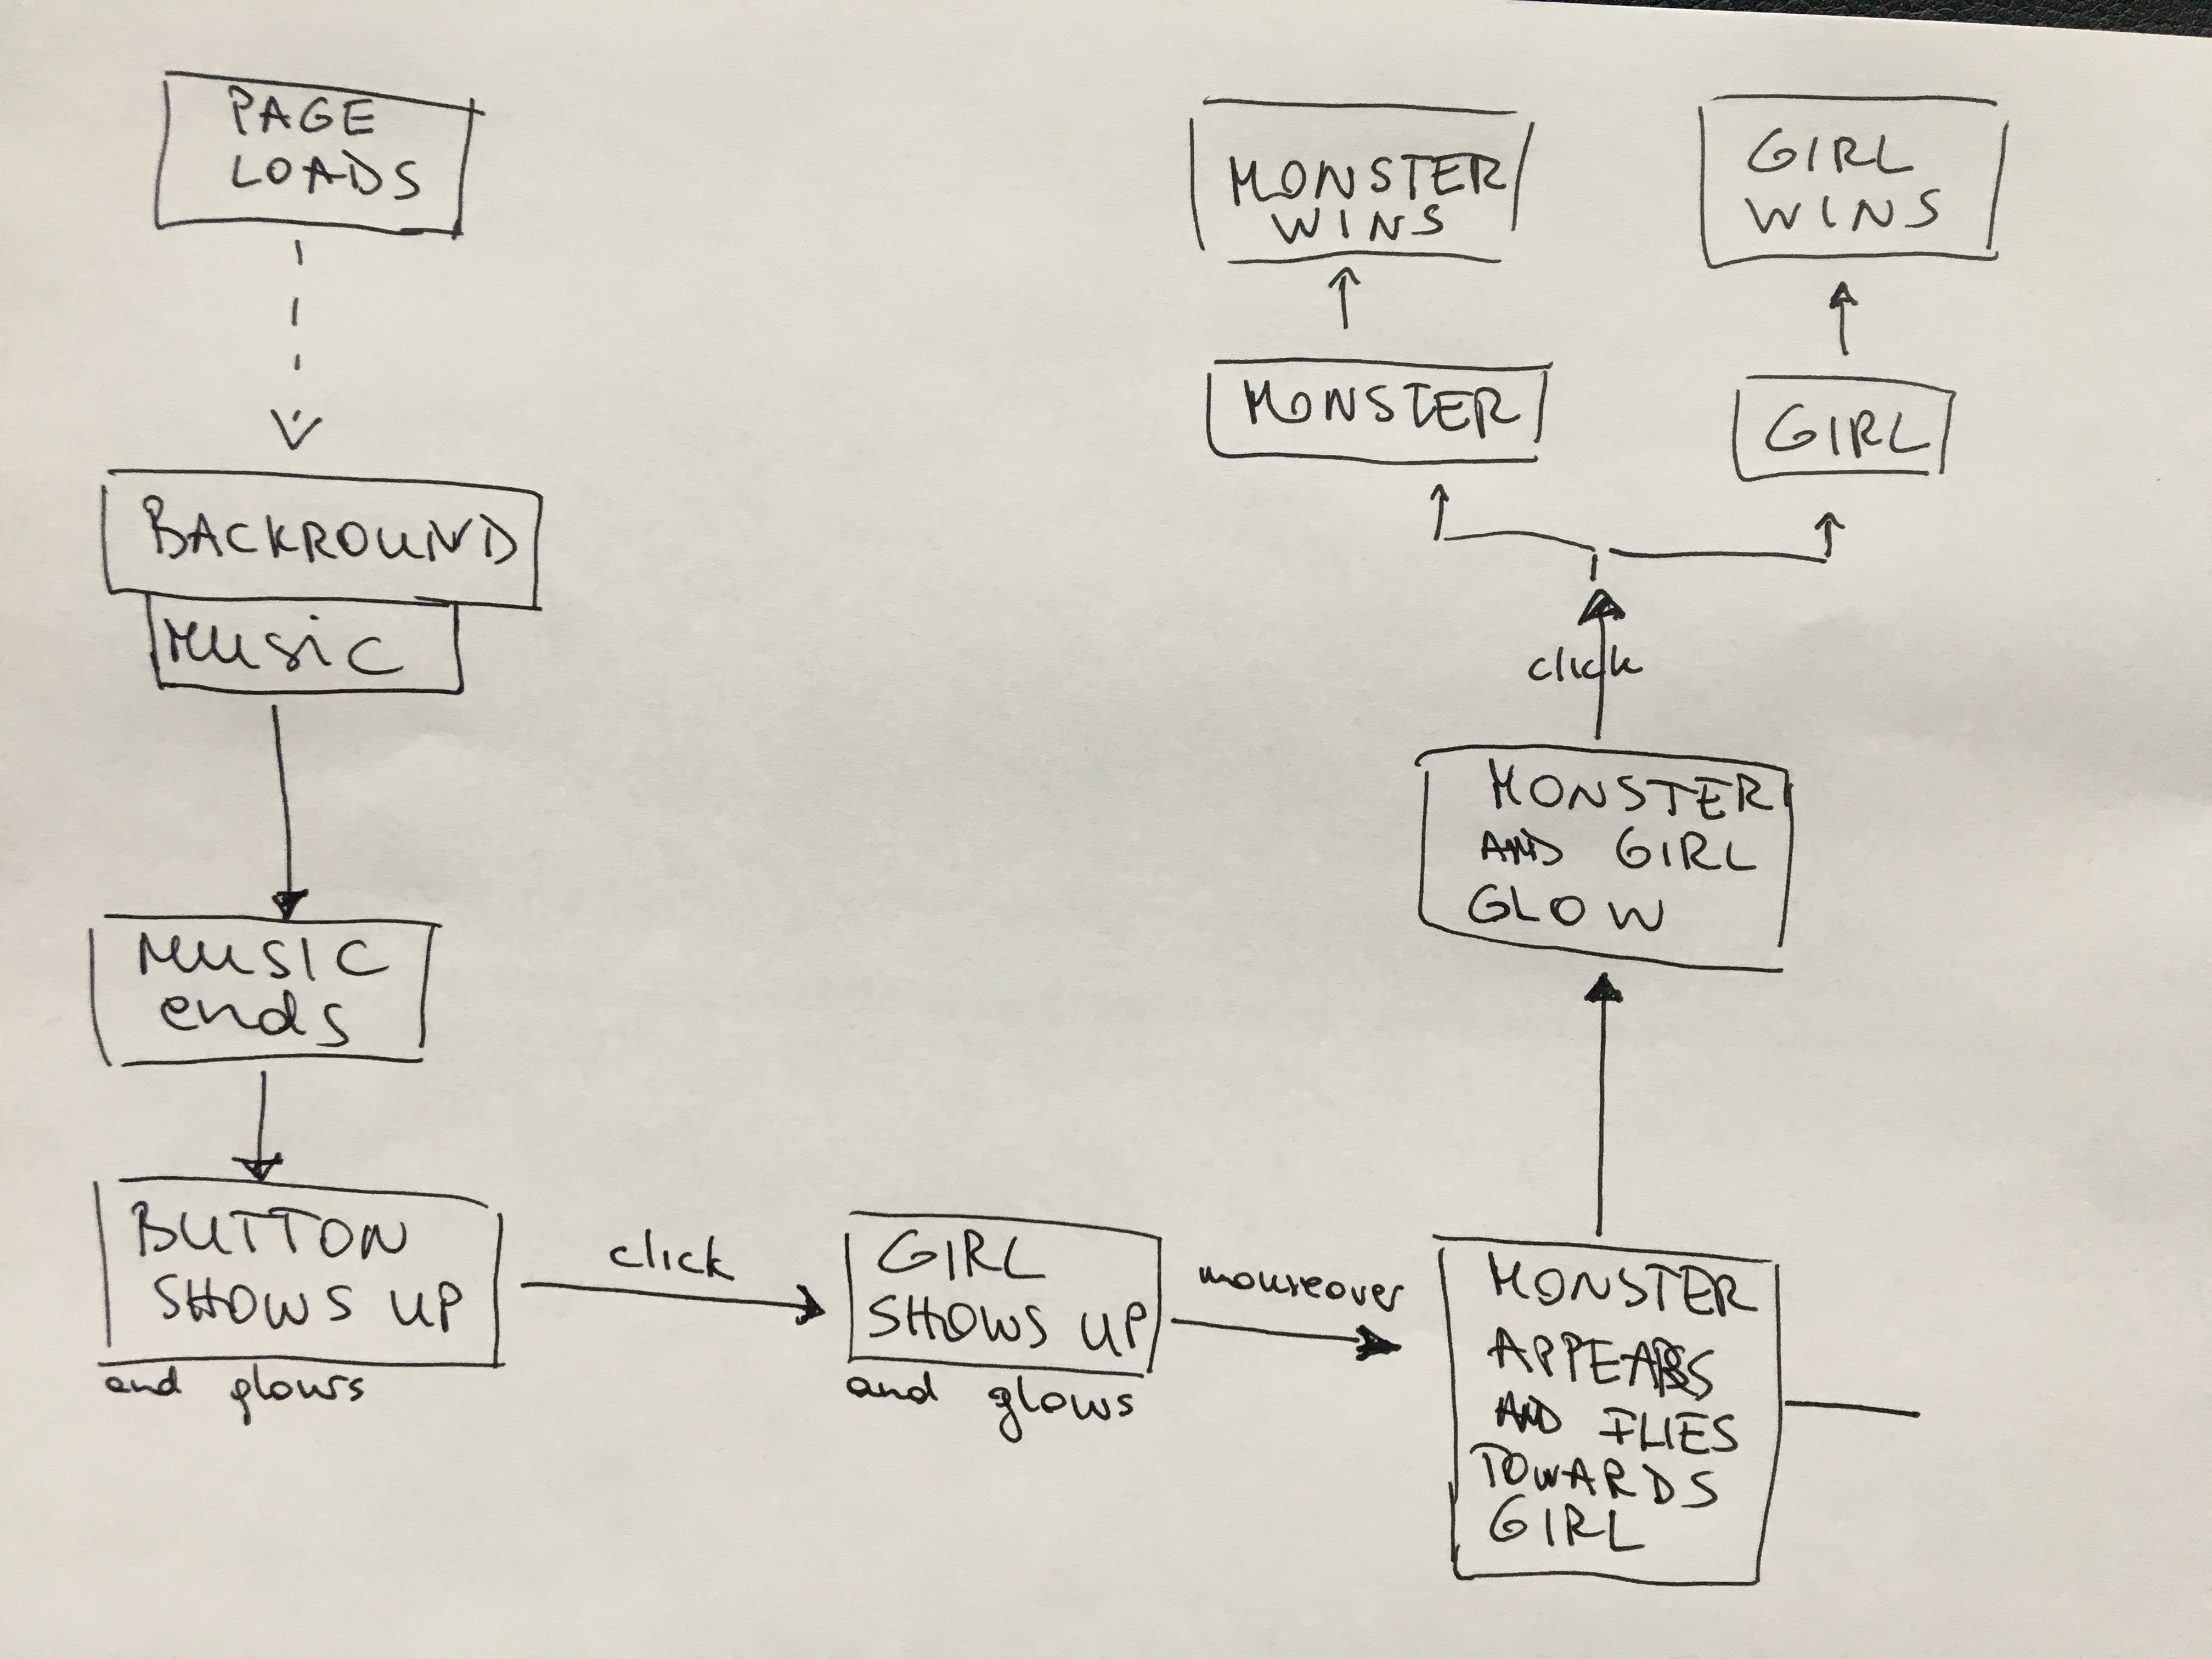 PAGE
LOADS
BACKROUND
MUSIC
MUSIC
ends
BUTTON
SHOWS UP
and glows
click
GIRL
SHOWS UP
and glows
mouseover
MONSTER
APPEARS
AND FLIES
TOWARDS
GIRL
MONSTER
AND GIRL
GLOW
click
MONSTER
MONSTER
WINS
GIRL
GIRL
WINS